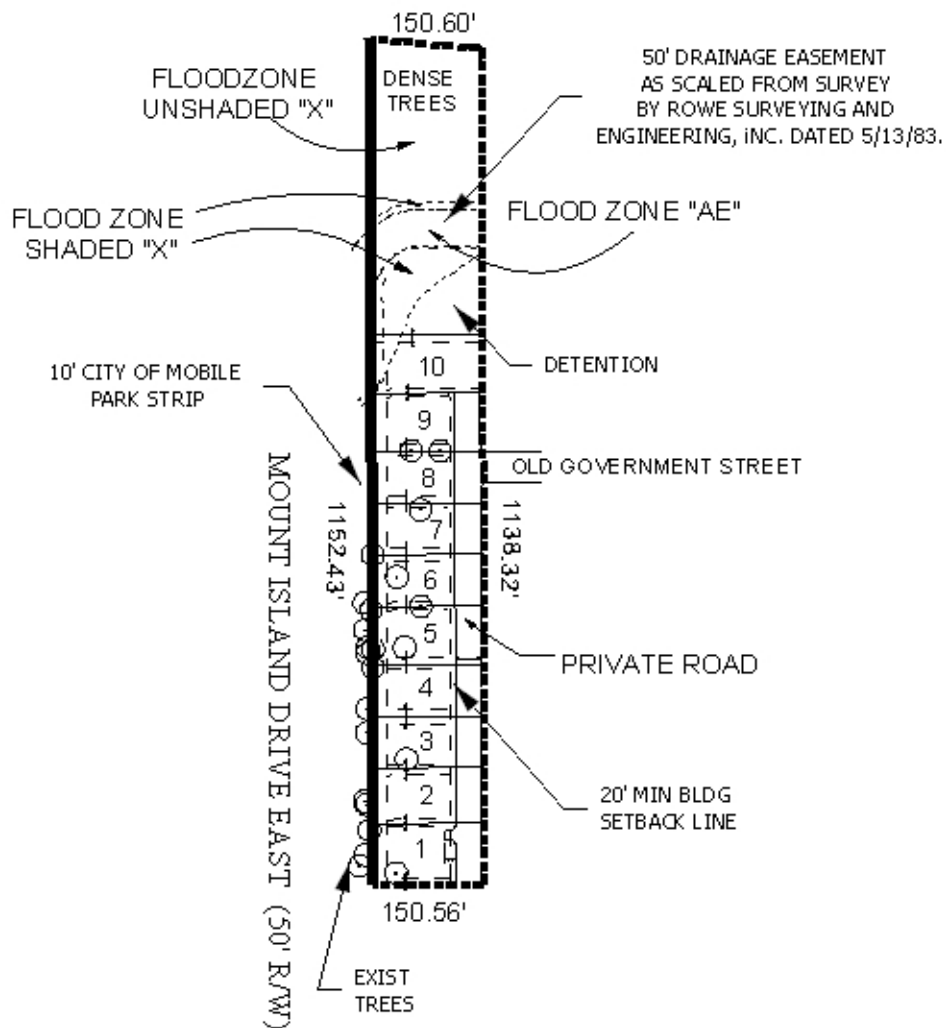 150.60'
50' DRAINAGE EASEMENT
AS SCALED FROM SURVEY
BY ROWE SURVEYING AND
ENGINEERING, iNC. DATED 5/13/83.
FLOODZONE
UNSHADED "X"
DENSE
TREES
FLOOD ZONE
SHADED "X"
FLOOD ZONE "AE"
10' CITY OF MOBILE
PARK STRIP
DETENTION
10
9
8
7
6
5
4
3
2
1
OLD GOVERNMENT STREET
MOUNT ISLAND DRIVE EAST (50' R/W)
1152.43'
1138.32'
PRIVATE ROAD
20' MIN BLDG
SETBACK LINE
150.56'
EXIST
TREES